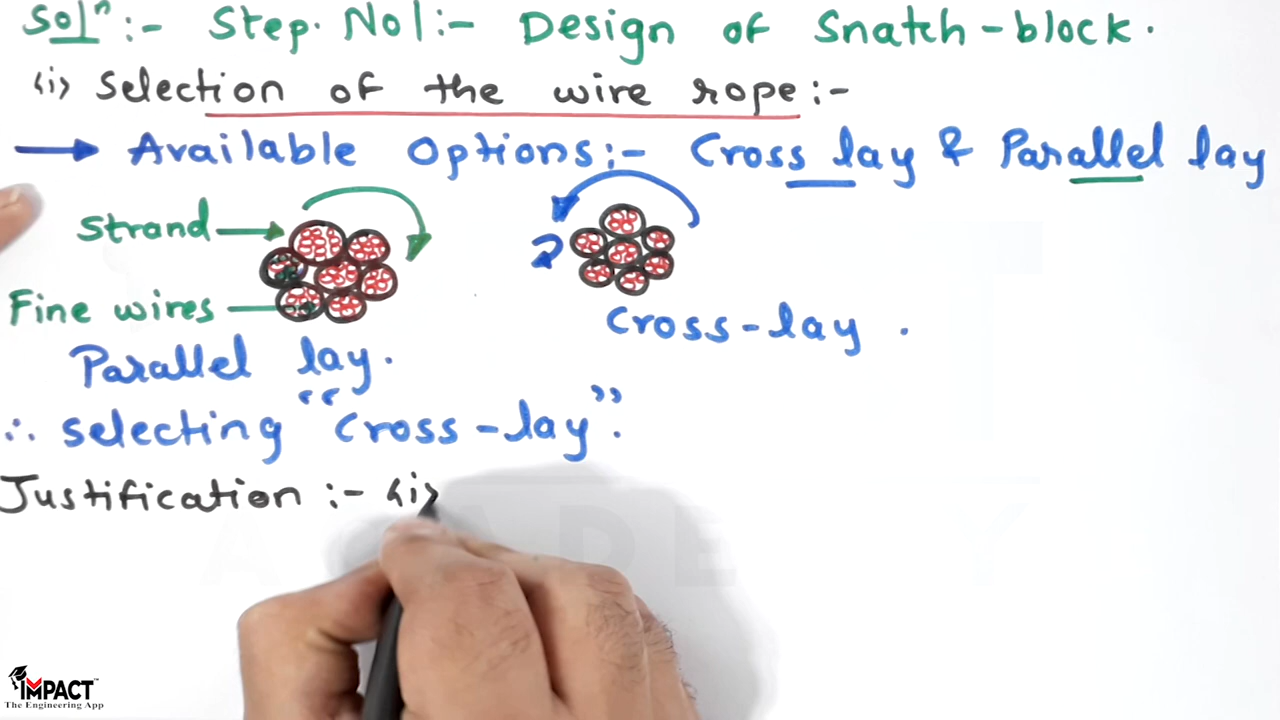 Solⁿ :- Step. No1:- Design of Snatch-block.
(i) Selection of the wire rope:-
Available Options:- Cross lay & Parallel lay
Strand
Fine wires
Parallel lay.
Cross-lay .
∴ selecting "Cross-lay".
Justification :- (i)
IMPACT
The Engineering App